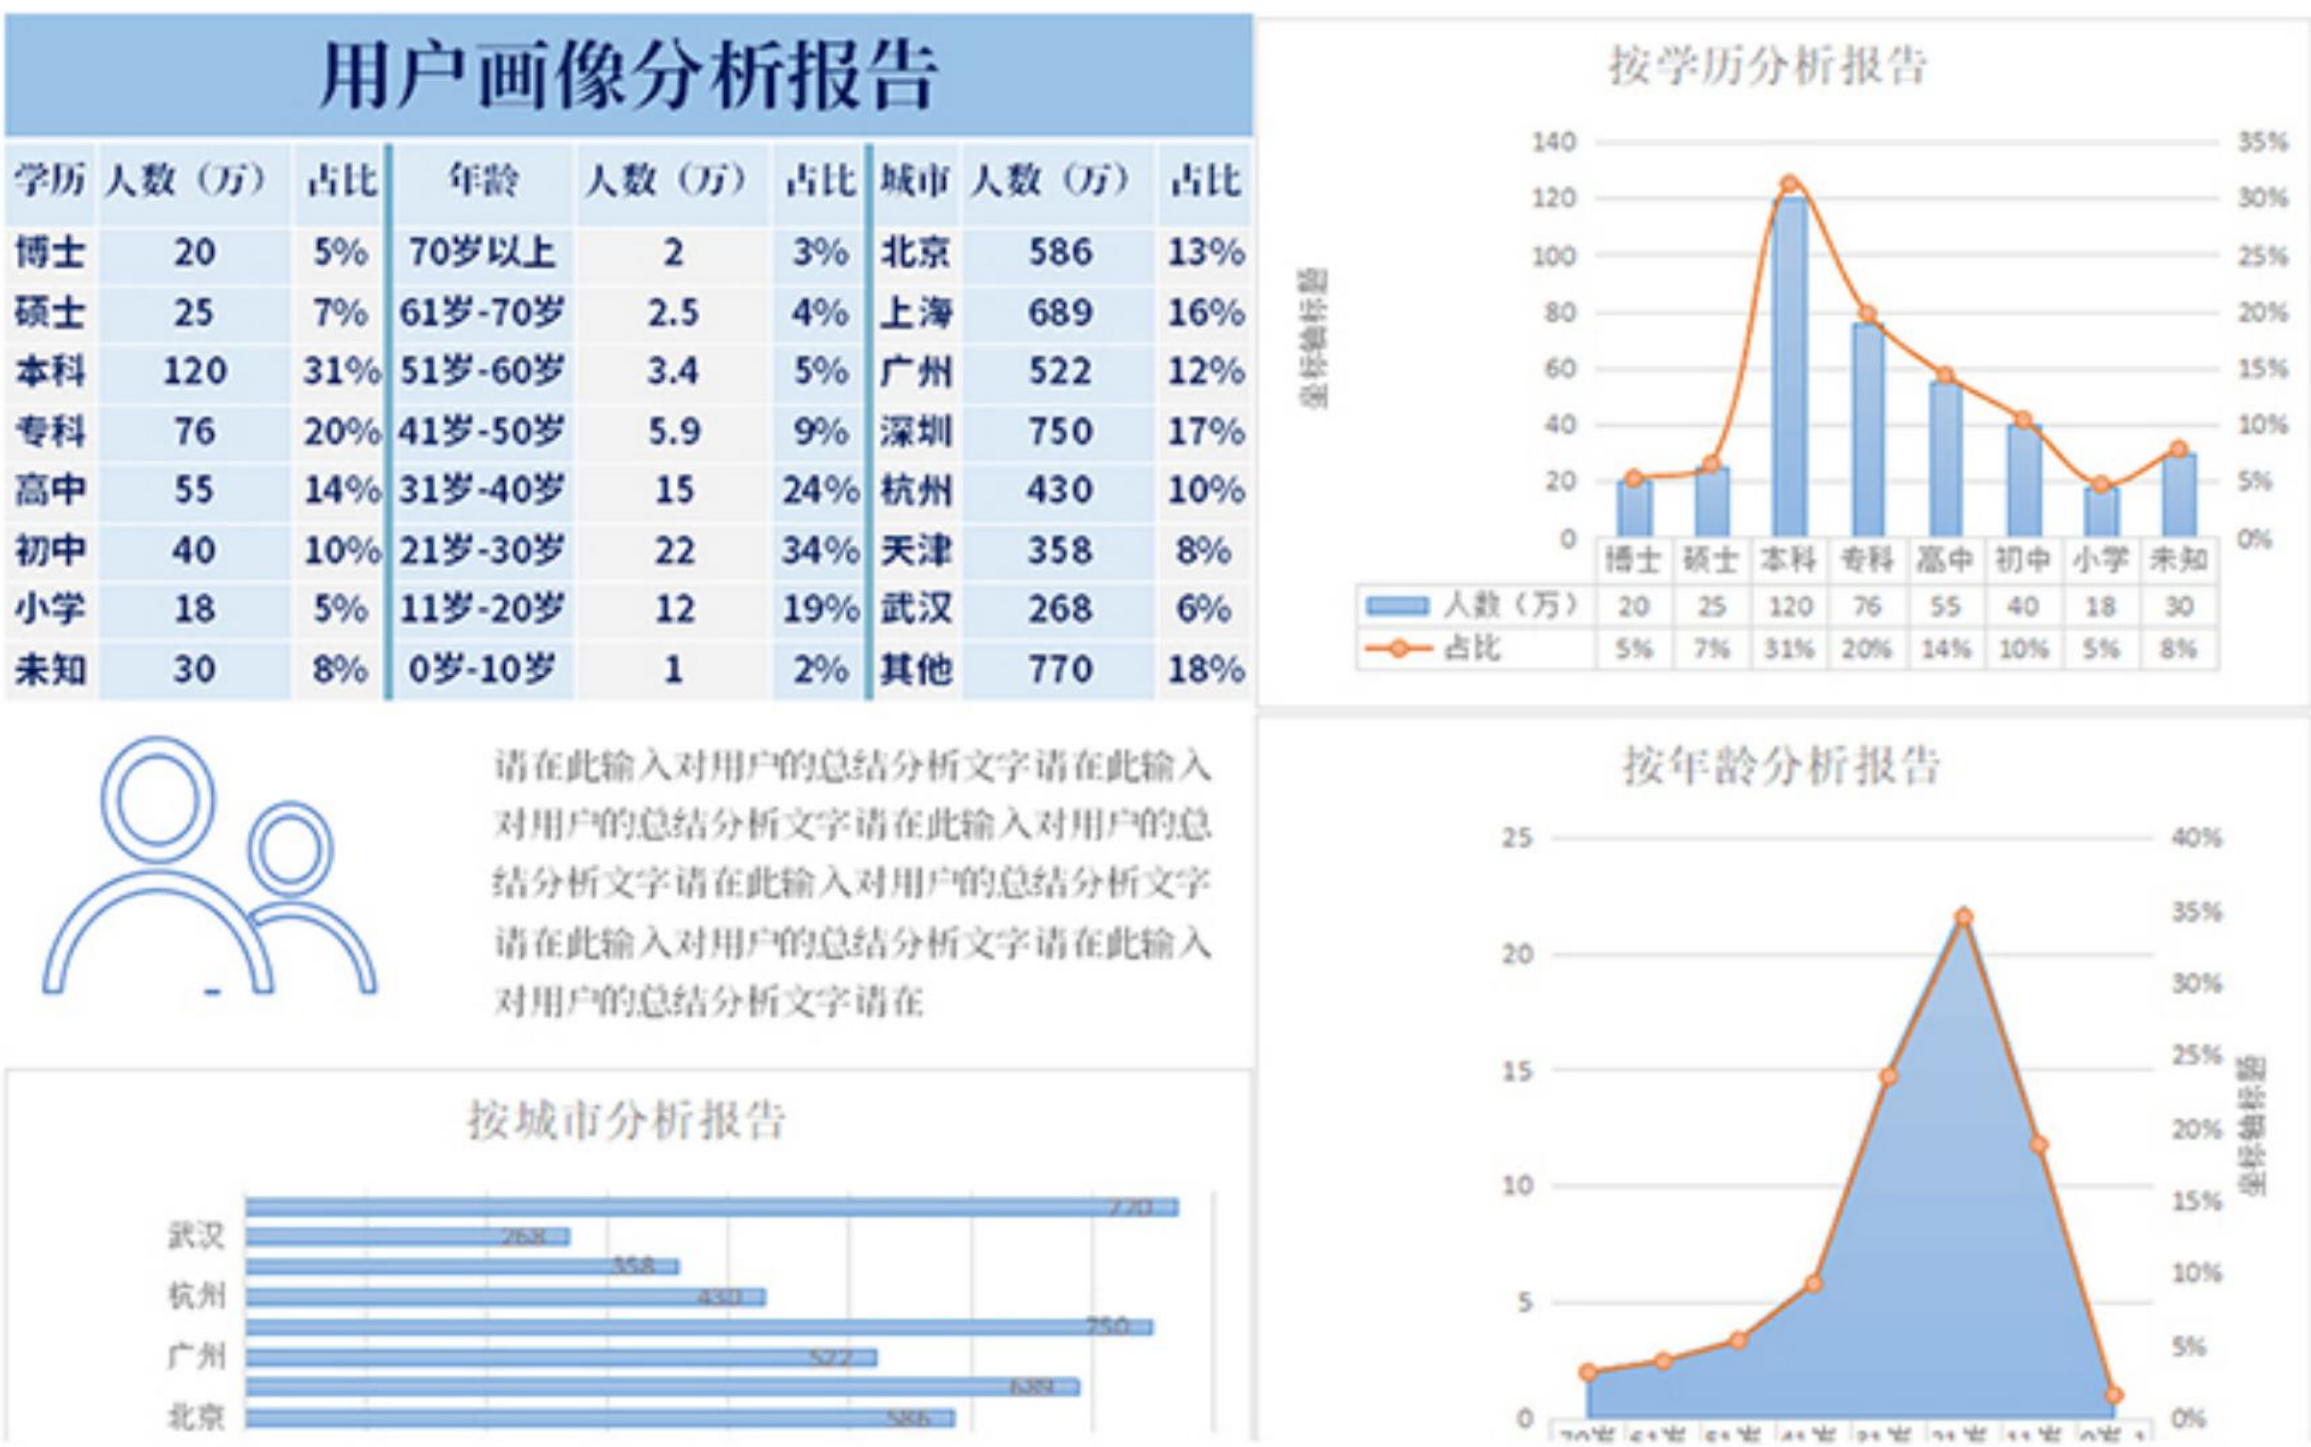 用户画像分析报告
学历 人数（万） 占比 年龄 人数（万） 占比 城市 人数（万） 占比
博士 20 5% 70岁以上 2 3% 北京 586 13%
硕士 25 7% 61岁-70岁 2.5 4% 上海 689 16%
本科 120 31% 51岁-60岁 3.4 5% 广州 522 12%
专科 76 20% 41岁-50岁 5.9 9% 深圳 750 17%
高中 55 14% 31岁-40岁 15 24% 杭州 430 10%
初中 40 10% 21岁-30岁 22 34% 天津 358 8%
小学 18 5% 11岁-20岁 12 19% 武汉 268 6%
未知 30 8% 0岁-10岁 1 2% 其他 770 18%
请在此输入对用户的总结分析文字请在此输入
对用户的总结分析文字请在此输入对用户的总
结分析文字请在此输入对用户的总结分析文字
请在此输入对用户的总结分析文字请在此输入
对用户的总结分析文字请在
按城市分析报告
770
武汉 268
358
杭州 430
750
广州 522
689
北京 586
按学历分析报告
140 35%
120 30%
100 25%
80 20%
60 15%
40 10%
20 5%
0 0%
坐标轴标题
博士 硕士 本科 专科 高中 初中 小学 未知
人数（万） 20 25 120 76 55 40 18 30
占比 5% 7% 31% 20% 14% 10% 5% 8%
按年龄分析报告
25
20
15
10
5
0
40%
35%
30%
25%
20%
15%
10%
5%
0%
坐标轴标题